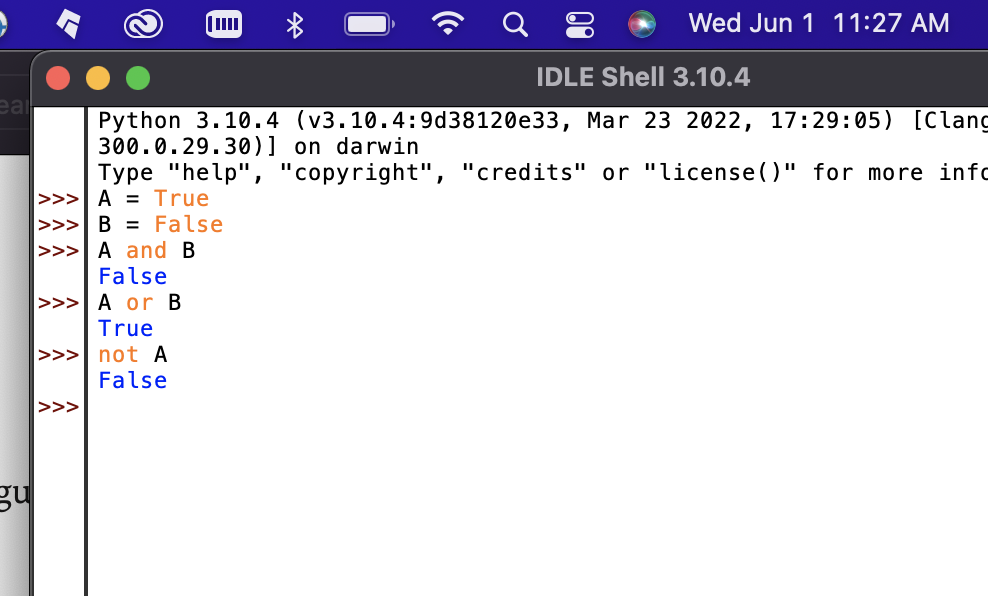 Wed Jun 1 11:27 AM
IDLE Shell 3.10.4
Python 3.10.4 (v3.10.4:9d38120e33, Mar 23 2022, 17:29:05) [Clang
300.0.29.30)] on darwin
Type "help", "copyright", "credits" or "license()" for more info
>>> A = True
>>> B = False
>>> A and B
False
>>> A or B
True
>>> not A
False
>>>
gu